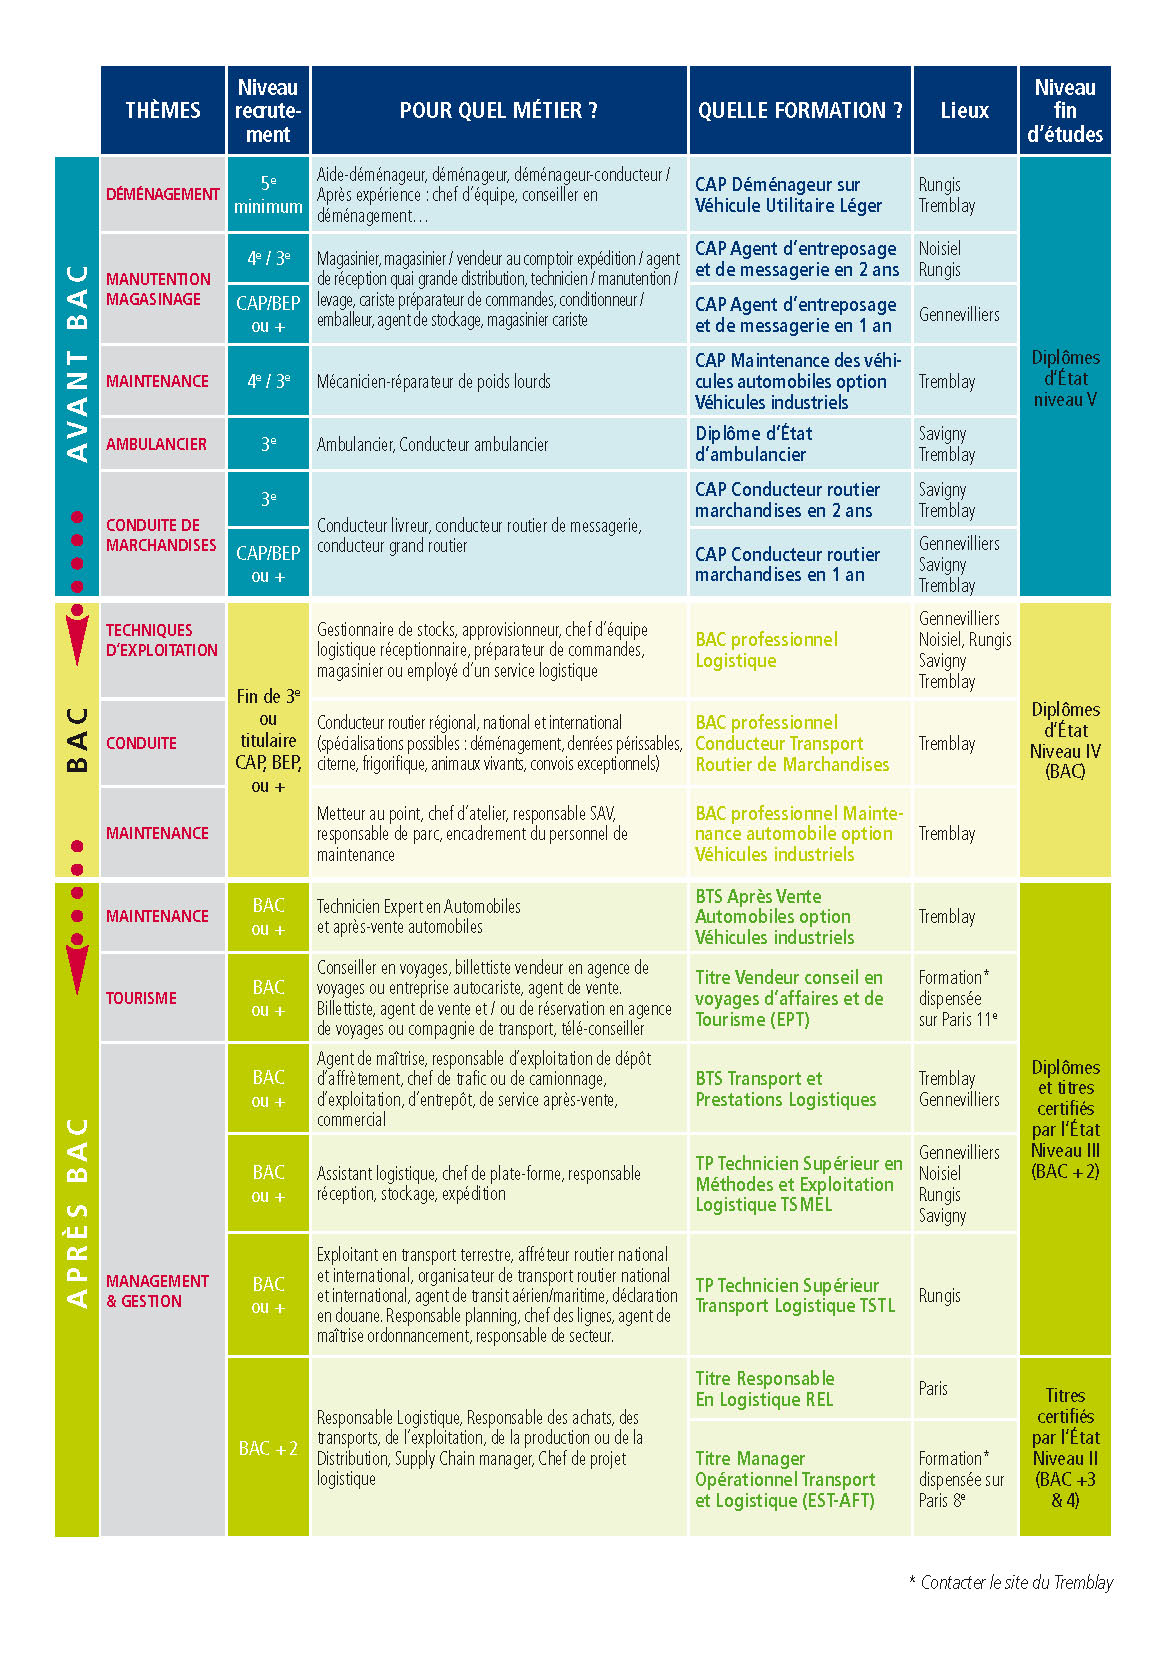 THÈMES
Niveau
recrute-
ment
POUR QUEL MÉTIER ?
QUELLE FORMATION ?
Lieux
Niveau
fin
d’études
AVANT BAC
DÉMÉNAGEMENT
5e
minimum
Aide-déménageur, déménageur, déménageur-conducteur /
Après expérience : chef d’équipe, conseiller en
déménagement…
CAP Déménageur sur
Véhicule Utilitaire Léger
Rungis
Tremblay
Diplômes
d’État
niveau V
MANUTENTION
MAGASINAGE
4e / 3e
Magasinier, magasinier / vendeur au comptoir expédition / agent
de réception quai grande distribution, technicien / manutention /
levage, cariste préparateur de commandes, conditionneur /
emballeur, agent de stockage, magasinier cariste
CAP Agent d’entreposage
et de messagerie en 2 ans
Noisiel
Rungis
CAP/BEP
ou +
CAP Agent d’entreposage
et de messagerie en 1 an
Gennevilliers
MAINTENANCE
4e / 3e
Mécanicien-réparateur de poids lourds
CAP Maintenance des véhi-
cules automobiles option
Véhicules industriels
Tremblay
AMBULANCIER
3e
Ambulancier, Conducteur ambulancier
Diplôme d’État
d’ambulancier
Savigny
Tremblay
CONDUITE DE
MARCHANDISES
3e
Conducteur livreur, conducteur routier de messagerie,
conducteur grand routier
CAP Conducteur routier
marchandises en 2 ans
Savigny
Tremblay
CAP/BEP
ou +
CAP Conducteur routier
marchandises en 1 an
Gennevilliers
Savigny
Tremblay
BAC
TECHNIQUES
D’EXPLOITATION
Fin de 3e
ou
titulaire
CAP, BEP,
ou +
Gestionnaire de stocks, approvisionneur, chef d’équipe
logistique réceptionnaire, préparateur de commandes,
magasinier ou employé d’un service logistique
BAC professionnel
Logistique
Gennevilliers
Noisiel, Rungis
Savigny
Tremblay
Diplômes
d’État
Niveau IV
(BAC)
CONDUITE
Conducteur routier régional, national et international
(spécialisations possibles : déménagement, denrées périssables,
citerne, frigorifique, animaux vivants, convois exceptionnels)
BAC professionnel
Conducteur Transport
Routier de Marchandises
Tremblay
MAINTENANCE
Metteur au point, chef d’atelier, responsable SAV,
responsable de parc, encadrement du personnel de
maintenance
BAC professionnel Mainte-
nance automobile option
Véhicules industriels
Tremblay
APRÈS BAC
MAINTENANCE
BAC
ou +
Technicien Expert en Automobiles
et après-vente automobiles
BTS Après Vente
Automobiles option
Véhicules industriels
Tremblay
Diplômes
et titres
certifiés
par l’État
Niveau III
(BAC + 2)
TOURISME
BAC
ou +
Conseiller en voyages, billettiste vendeur en agence de
voyages ou entreprise autocariste, agent de vente.
Billettiste, agent de vente et / ou de réservation en agence
de voyages ou compagnie de transport, télé-conseiller
Titre Vendeur conseil en
voyages d’affaires et de
Tourisme (EPT)
Formation*
dispensée
sur Paris 11e
MANAGEMENT
& GESTION
BAC
ou +
Agent de maîtrise, responsable d’exploitation de dépôt
d’affrètement, chef de trafic ou de camionnage,
d’exploitation, d’entrepôt, de service après-vente,
commercial
BTS Transport et
Prestations Logistiques
Tremblay
Gennevilliers
BAC
ou +
Assistant logistique, chef de plate-forme, responsable
réception, stockage, expédition
TP Technicien Supérieur en
Méthodes et Exploitation
Logistique TSMEL
Gennevilliers
Noisiel
Rungis
Savigny
BAC
ou +
Exploitant en transport terrestre, affréteur routier national
et international, organisateur de transport routier national
et international, agent de transit aérien/maritime, déclaration
en douane. Responsable planning, chef des lignes, agent de
maîtrise ordonnancement, responsable de secteur.
TP Technicien Supérieur
Transport Logistique TSTL
Rungis
BAC + 2
Responsable Logistique, Responsable des achats, des
transports, de l’exploitation, de la production ou de la
Distribution, Supply Chain manager, Chef de projet
logistique
Titre Responsable
En Logistique REL
Paris
Titres
certifiés
par l’État
Niveau II
(BAC +3
& 4)
Titre Manager
Opérationnel Transport
et Logistique (EST-AFT)
Formation*
dispensée sur
Paris 8e
* Contacter le site du Tremblay